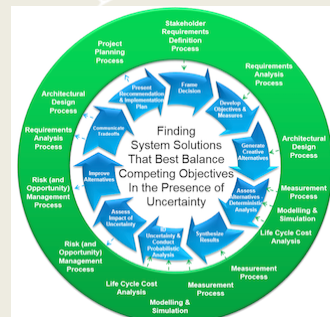 Stakeholder
Requirements
Definition
Process
Requirements
Analysis
Process
Architectural
Design
Process
Measurement
Process
Modelling &
Simulation
Life Cycle Cost
Analysis
Measurement
Process
Measurement
Process
Modelling &
Simulation
Life Cycle Cost
Analysis
Risk (and
Opportunity)
Management
Process
Risk (and
Opportunity)
Management
Process
Requirements
Analysis
Process
Architectural
Design
Process
Project
Planning
Process
Frame
Decision
Develop
Objectives &
Measures
Generate
Creative
Alternatives
Assess
Alternatives
Deterministic
Analysis
Synthesize
Results
Uncertainty &
Conduct
Probabilistic
Analysis
Assess
Impact of
Uncertainty
Improve
Alternatives
Communicate
Tradeoffs
Present
Recommendation
& Implementation
Plan
Finding
System Solutions
That Best Balance
Competing Objectives
In the Presence of
Uncertainty